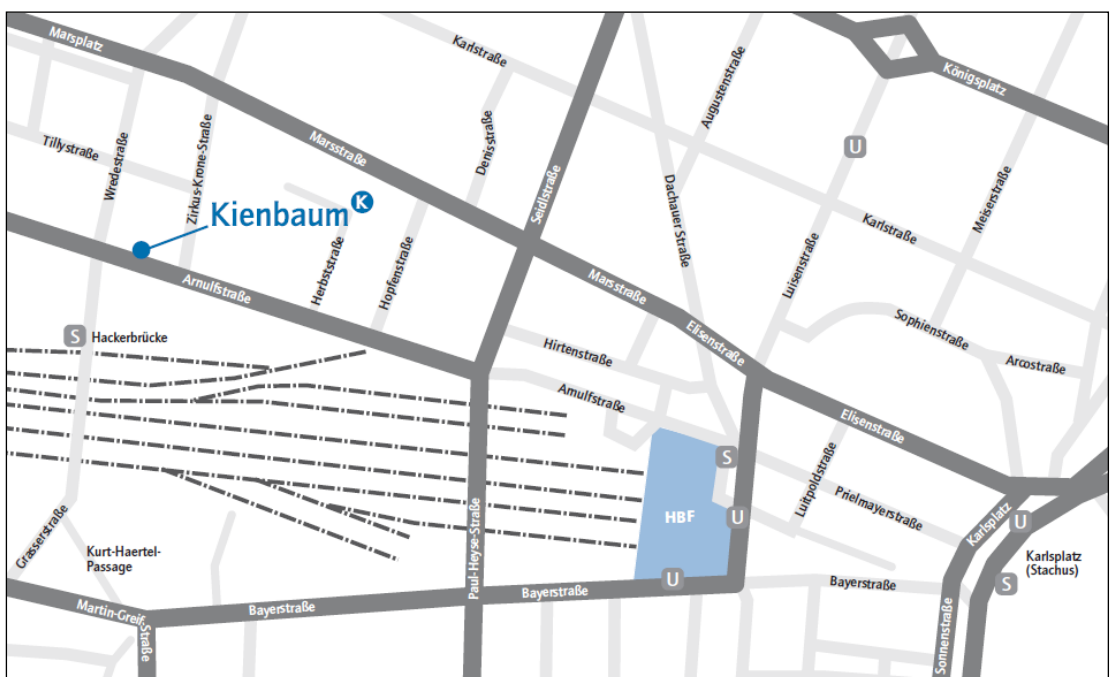 Marsplatz
Karlstraße
Königsplatz
Augustenstraße
Denisstraße
Tillystraße
Wredestraße
Zirkus-Krone-Straße
Marsstraße
Seidlstraße
Dachauer Straße
U
Meiserstraße
Kienbaum K
Karlstraße
Luisenstraße
Herbststraße
Hopfenstraße
Arnulfstraße
Marsstraße
Elisenstraße
Sophienstraße
Arcostraße
S
Hackerbrücke
Hirtenstraße
Arnulfstraße
Elisenstraße
S
Luitpoldstraße
Prielmayerstraße
HBF
U
Karlsplatz
U
Grasserstraße
Kurt-Haertel-
Passage
Paul-Heyse-Straße
Karlsplatz
(Stachus)
S
U
Bayerstraße
Bayerstraße
Bayerstraße
Martin-Greif-
Straße
Sonnenstraße